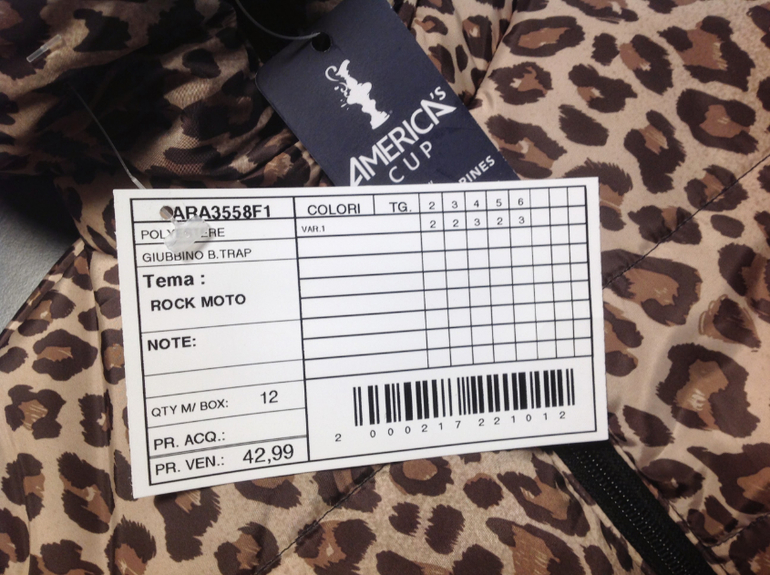 AMERICA'S
CUP
ARA3558F1 COLORI TG. 2 3 4 5 6
VAR.1 2 2 3 2 3
GIUBBINO B.TRAP
Tema :
ROCK MOTO
NOTE:
QTY M/ BOX: 12
PR. ACQ.:
PR. VEN.: 42,99
2 000217 221012